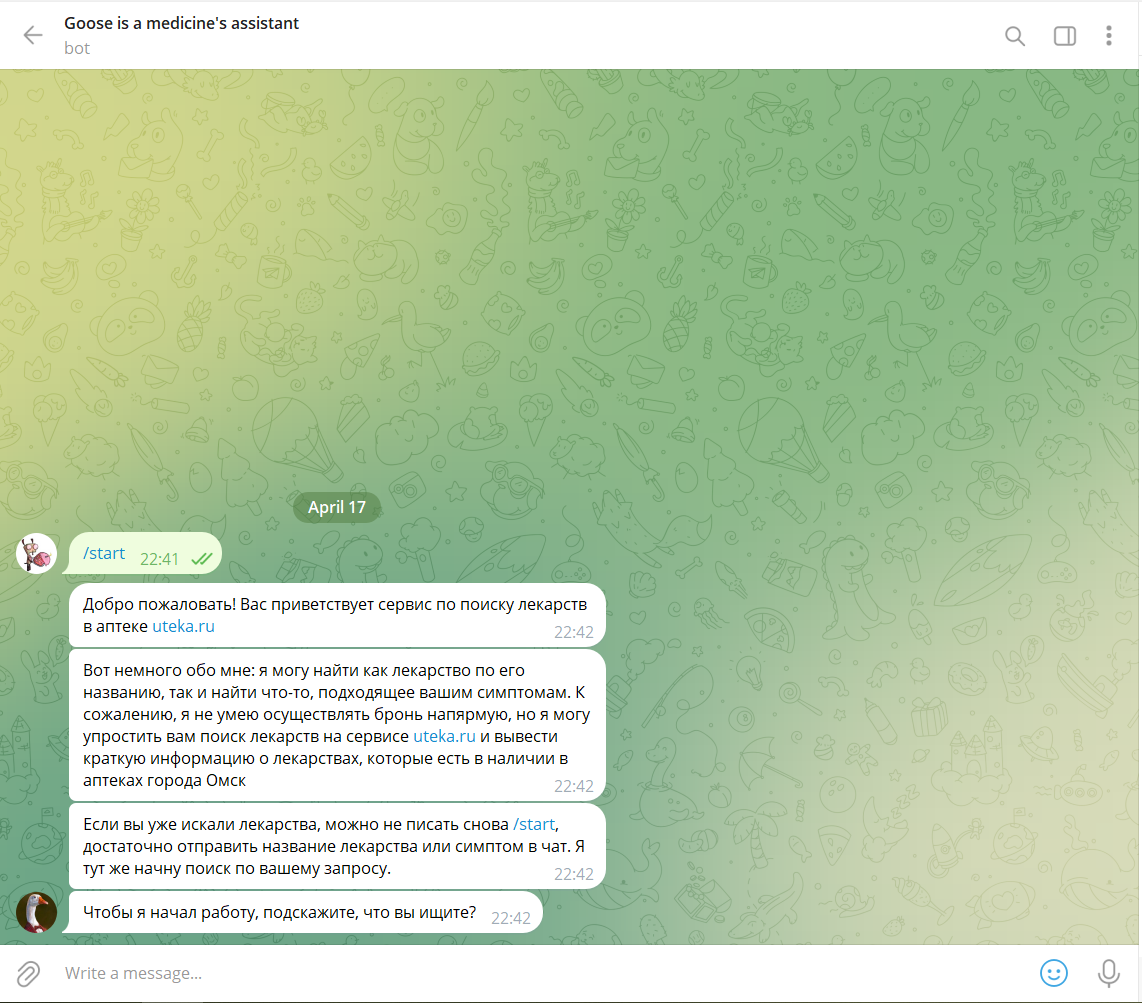 Goose is a medicine's assistant
bot
April 17
/start 22:41
Добро пожаловать! Вас приветствует сервис по поиску лекарств
в аптеке uteka.ru
22:42
Вот немного обо мне: я могу найти как лекарство по его
названию, так и найти что-то, подходящее вашим симптомам. К
сожалению, я не умею осуществлять бронь напярмую, но я могу
упростить вам поиск лекарств на сервисе uteka.ru и вывести
краткую информацию о лекарствах, которые есть в наличии в
аптеках города Омск
22:42
Если вы уже искали лекарства, можно не писать снова /start,
достаточно отправить название лекарства или симптом в чат. Я
тут же начну поиск по вашему запросу.
22:42
Чтобы я начал работу, подскажите, что вы ищите? 22:42
Write a message...